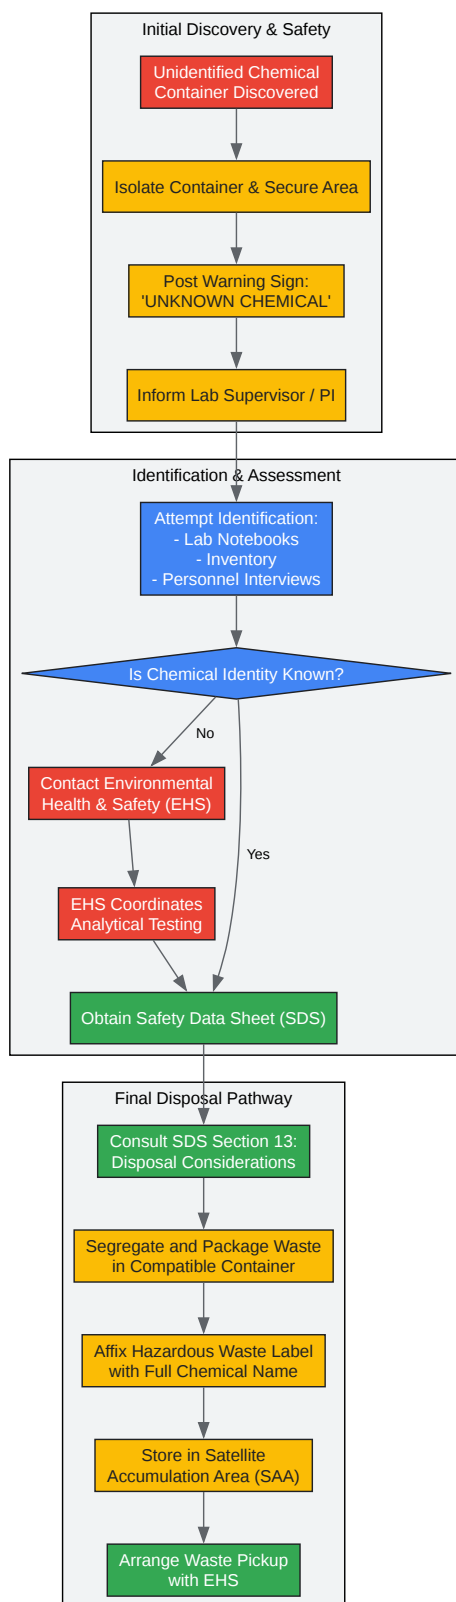 Initial Discovery & Safety
Unidentified Chemical
Container Discovered
Isolate Container & Secure Area
Post Warning Sign:
'UNKNOWN CHEMICAL'
Inform Lab Supervisor / PI
Identification & Assessment
Attempt Identification:
- Lab Notebooks
- Inventory
- Personnel Interviews
Is Chemical Identity Known?
No
Contact Environmental
Health & Safety (EHS)
Yes
EHS Coordinates
Analytical Testing
Obtain Safety Data Sheet (SDS)
Final Disposal Pathway
Consult SDS Section 13:
Disposal Considerations
Segregate and Package Waste
in Compatible Container
Affix Hazardous Waste Label
with Full Chemical Name
Store in Satellite
Accumulation Area (SAA)
Arrange Waste Pickup
with EHS